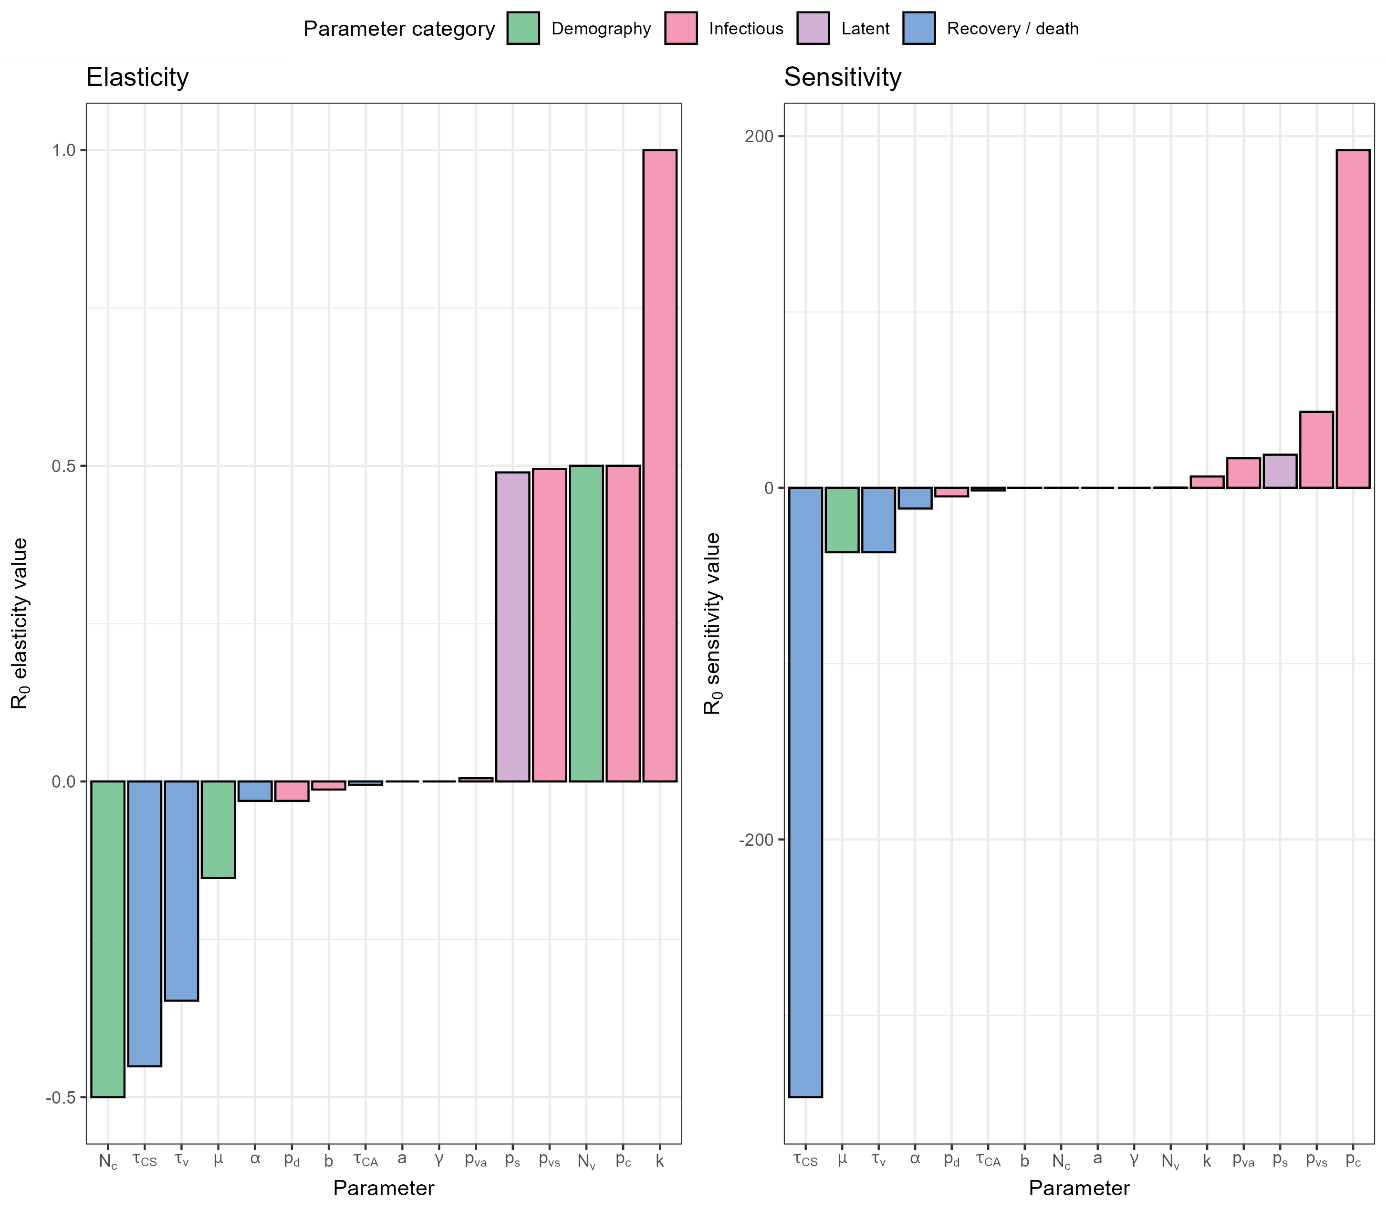 Parameter category Demography Infectious Latent Recovery / death
Elasticity
R0 elasticity value
1.0
0.5
0.0
-0.5
Nc τCS τv μ α pd b τCA a γ pva ps pvs Nv pc k
Parameter
Sensitivity
R0 sensitivity value
200
0
-200
τCS μ τv α pd τCA b Nc a γ Nv k pva ps pvs pc
Parameter